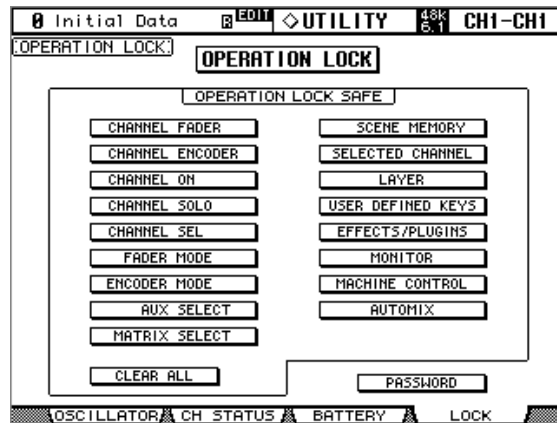 0 Initial Data R EDIT ◇UTILITY 48k 6.1 CH1-CH1
OPERATION LOCK
OPERATION LOCK
OPERATION LOCK SAFE
CHANNEL FADER SCENE MEMORY
CHANNEL ENCODER SELECTED CHANNEL
CHANNEL ON LAYER
CHANNEL SOLO USER DEFINED KEYS
CHANNEL SEL EFFECTS/PLUGINS
FADER MODE MONITOR
ENCODER MODE MACHINE CONTROL
AUX SELECT AUTOMIX
MATRIX SELECT
CLEAR ALL PASSWORD
OSCILLATOR CH STATUS BATTERY LOCK